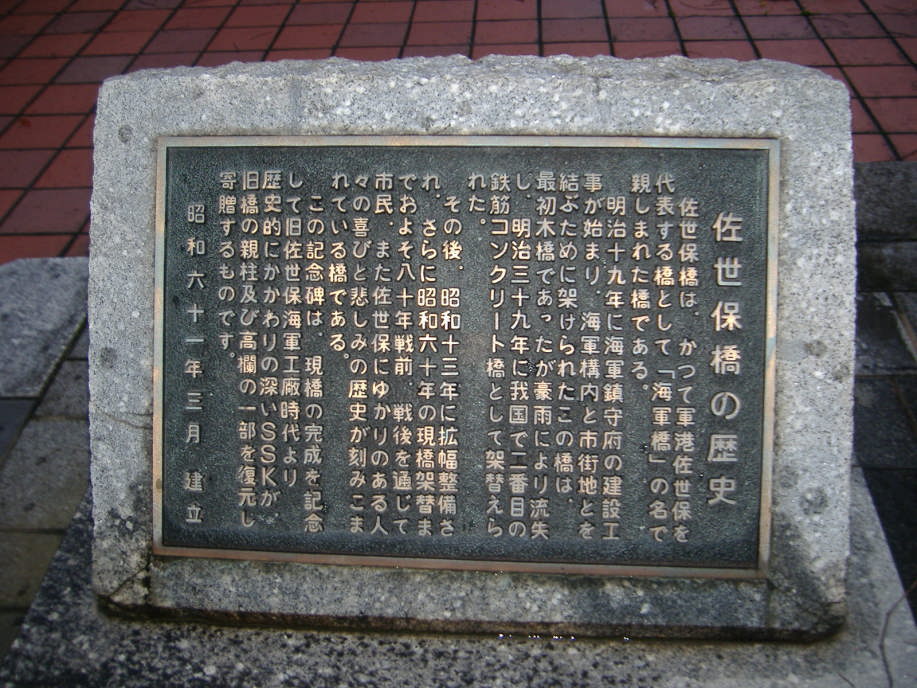 佐世保橋の歴史
佐世保橋は、かつて軍港佐世保を
代表する橋として「海軍橋」の名で
親しまれた橋である。
明治十九年に海軍鎮守府の建設工
事が始まり、海軍構内と市街地とを
結ぶために架けられたこの橋は、
最初木橋であったが豪雨により流失
し、明治三十九年に我国で二番目の
鉄筋コンクリート橋として架替えら
れた。
その後、昭和十三年に拡幅整備さ
れ、さらに昭和六十年の現橋架替ま
でおよそ八十年、戦前、戦後を通じて
市民、また佐世保にゆかりのある人
々の喜びと悲しみの歴史が刻みこま
れている橋である。
この記念碑は、現橋の完成を記念
して旧佐世保海軍工廠時代より
歴史的にかかわりの深いSSKが、
旧橋の親柱及び高欄の一部を復元し
寄贈するものです。
昭和六十一年三月 建立